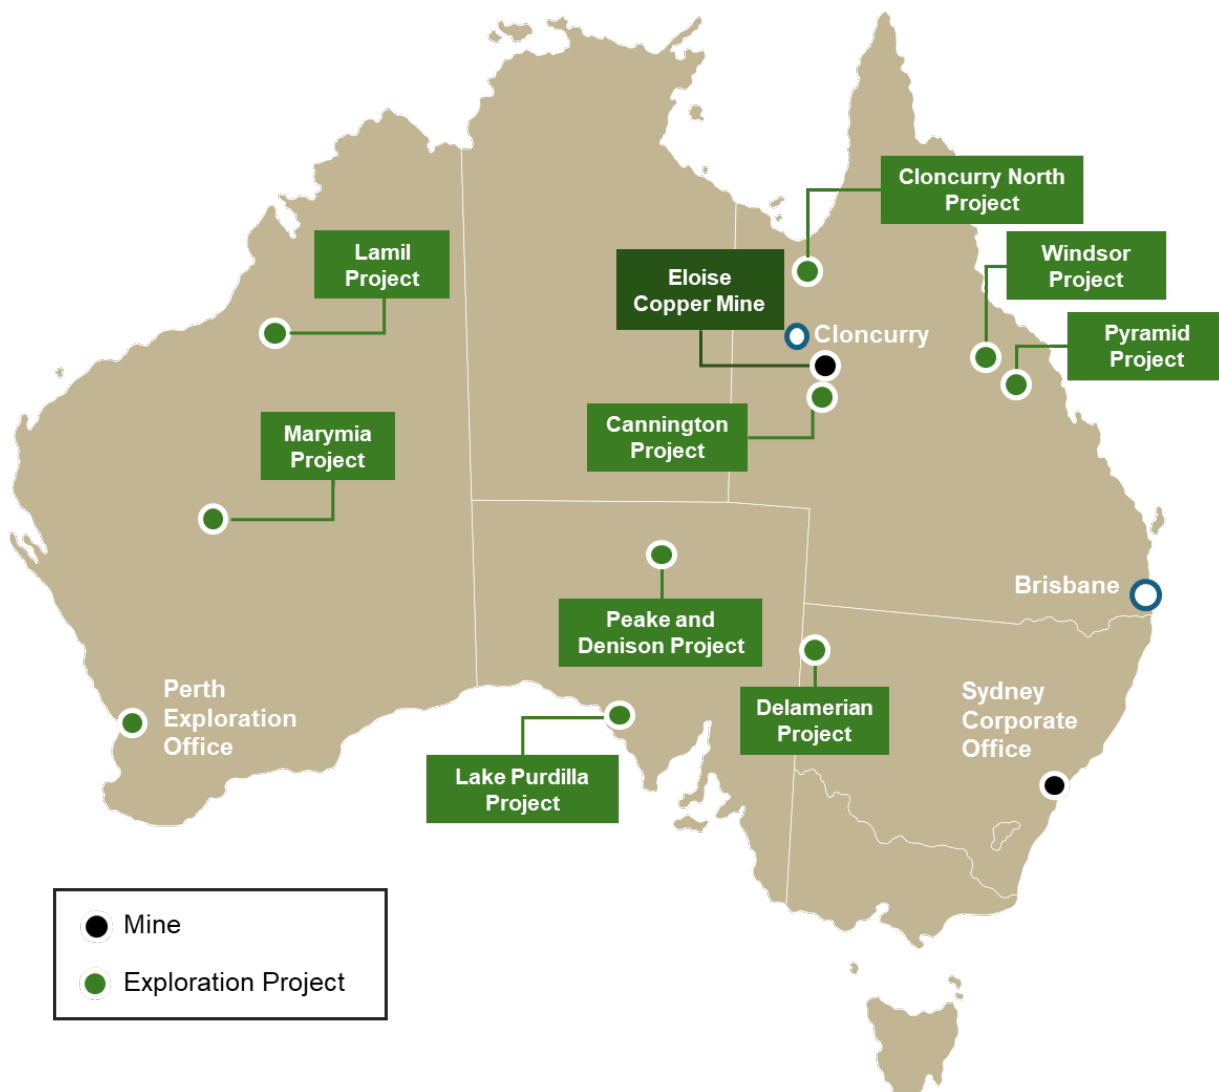 Cloncurry North
Project
Lamil
Project
Windsor
Project
Eloise
Copper Mine
Cloncurry
Pyramid
Project
Marymia
Project
Cannington
Project
Brisbane
Peake and
Denison Project
Perth
Exploration
Office
Delamerian
Project
Sydney
Corporate
Office
Lake Purdilla
Project
Mine
Exploration Project